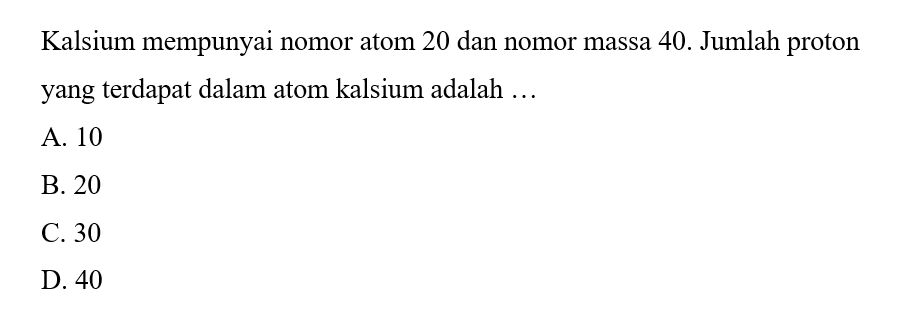 Kalsium mempunyai nomor atom 20 dan nomor massa 40. Jumlah proton
yang terdapat dalam atom kalsium adalah …
A. 10
B. 20
C. 30
D. 40